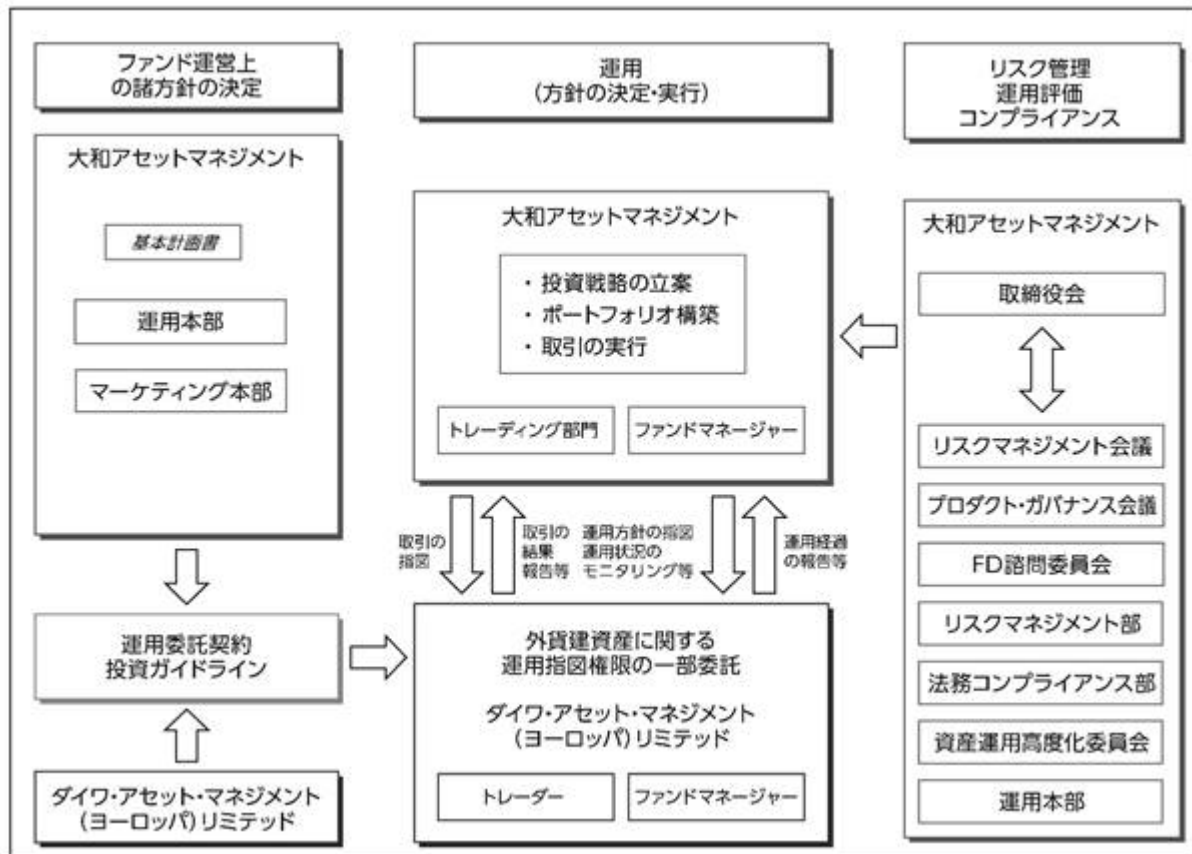 ファンド運営上
の諸方針の決定
大和アセットマネジメント
基本計画書
運用本部
マーケティング本部
運用委託契約
投資ガイドライン
ダイワ・アセット・マネジメント
(ヨーロッパ)リミテッド
運用
(方針の決定・実行)
大和アセットマネジメント
・ 投資戦略の立案
・ ポートフォリオ構築
・ 取引の実行
トレーディング部門
ファンドマネージャー
取引の
指図
取引の
結果
報告等
運用方針の指図
運用状況の
モニタリング等
運用経過
の報告等
外貨建資産に関する
運用指図権限の一部委託
ダイワ・アセット・マネジメント
(ヨーロッパ)リミテッド
トレーダー
ファンドマネージャー
リスク管理
運用評価
コンプライアンス
大和アセットマネジメント
取締役会
リスクマネジメント会議
プロダクト・ガバナンス会議
FD諮問委員会
リスクマネジメント部
法務コンプライアンス部
資産運用高度化委員会
運用本部